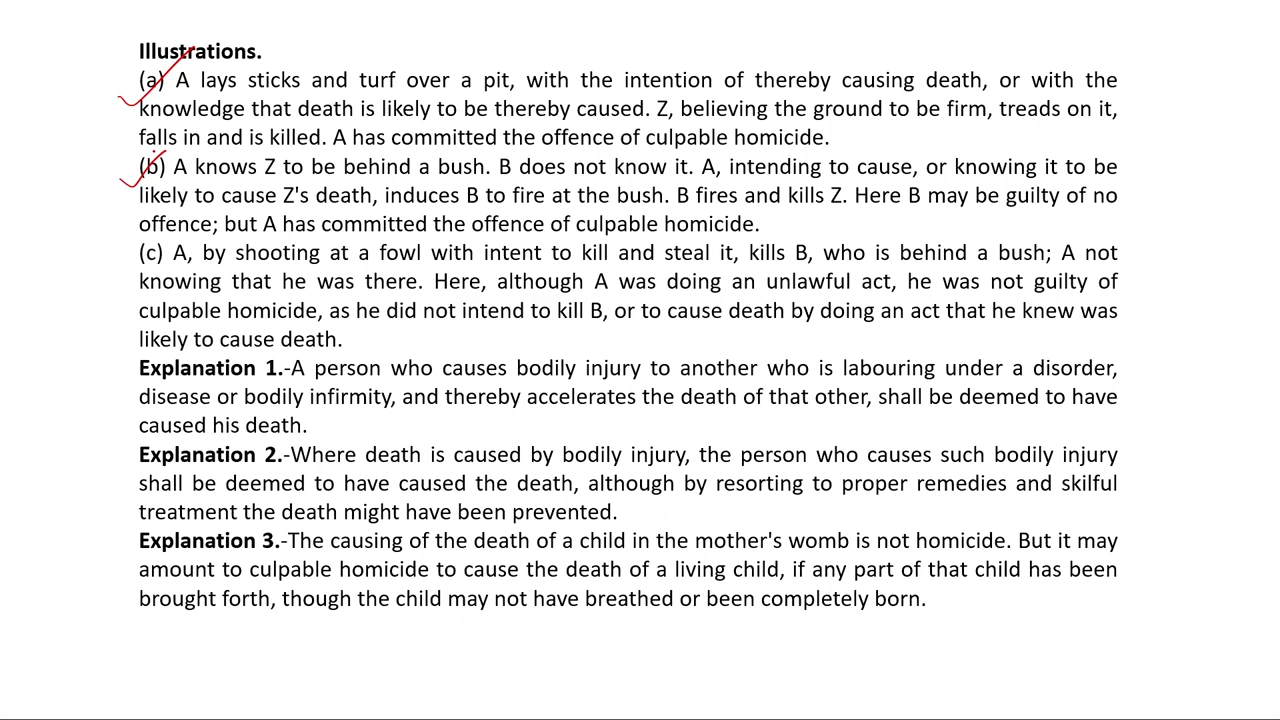 Illustrations.
(a) A lays sticks and turf over a pit, with the intention of thereby causing death, or with the
knowledge that death is likely to be thereby caused. Z, believing the ground to be firm, treads on it,
falls in and is killed. A has committed the offence of culpable homicide.
(b) A knows Z to be behind a bush. B does not know it. A, intending to cause, or knowing it to be
likely to cause Z's death, induces B to fire at the bush. B fires and kills Z. Here B may be guilty of no
offence; but A has committed the offence of culpable homicide.
(c) A, by shooting at a fowl with intent to kill and steal it, kills B, who is behind a bush; A not
knowing that he was there. Here, although A was doing an unlawful act, he was not guilty of
culpable homicide, as he did not intend to kill B, or to cause death by doing an act that he knew was
likely to cause death.
Explanation 1.-A person who causes bodily injury to another who is labouring under a disorder,
disease or bodily infirmity, and thereby accelerates the death of that other, shall be deemed to have
caused his death.
Explanation 2.-Where death is caused by bodily injury, the person who causes such bodily injury
shall be deemed to have caused the death, although by resorting to proper remedies and skilful
treatment the death might have been prevented.
Explanation 3.-The causing of the death of a child in the mother's womb is not homicide. But it may
amount to culpable homicide to cause the death of a living child, if any part of that child has been
brought forth, though the child may not have breathed or been completely born.